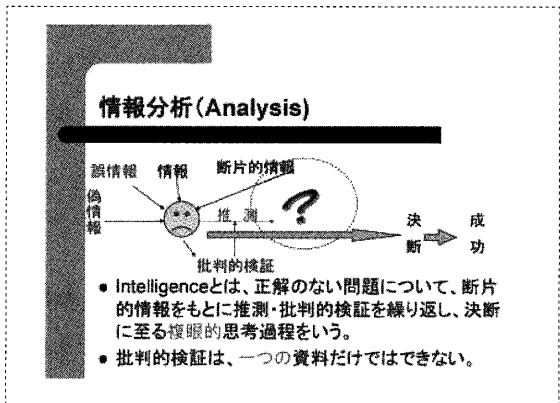 情報分析(Analysis)
誤情報
情報
断片的情報
偽情報
推測
?
決断
成功
批判的検証
• Intelligenceとは、正解のない問題について、断片
的情報をもとに推測・批判的検証を繰り返し、決断
に至る複眼的思考過程をいう。
• 批判的検証は、一つの資料だけではできない。